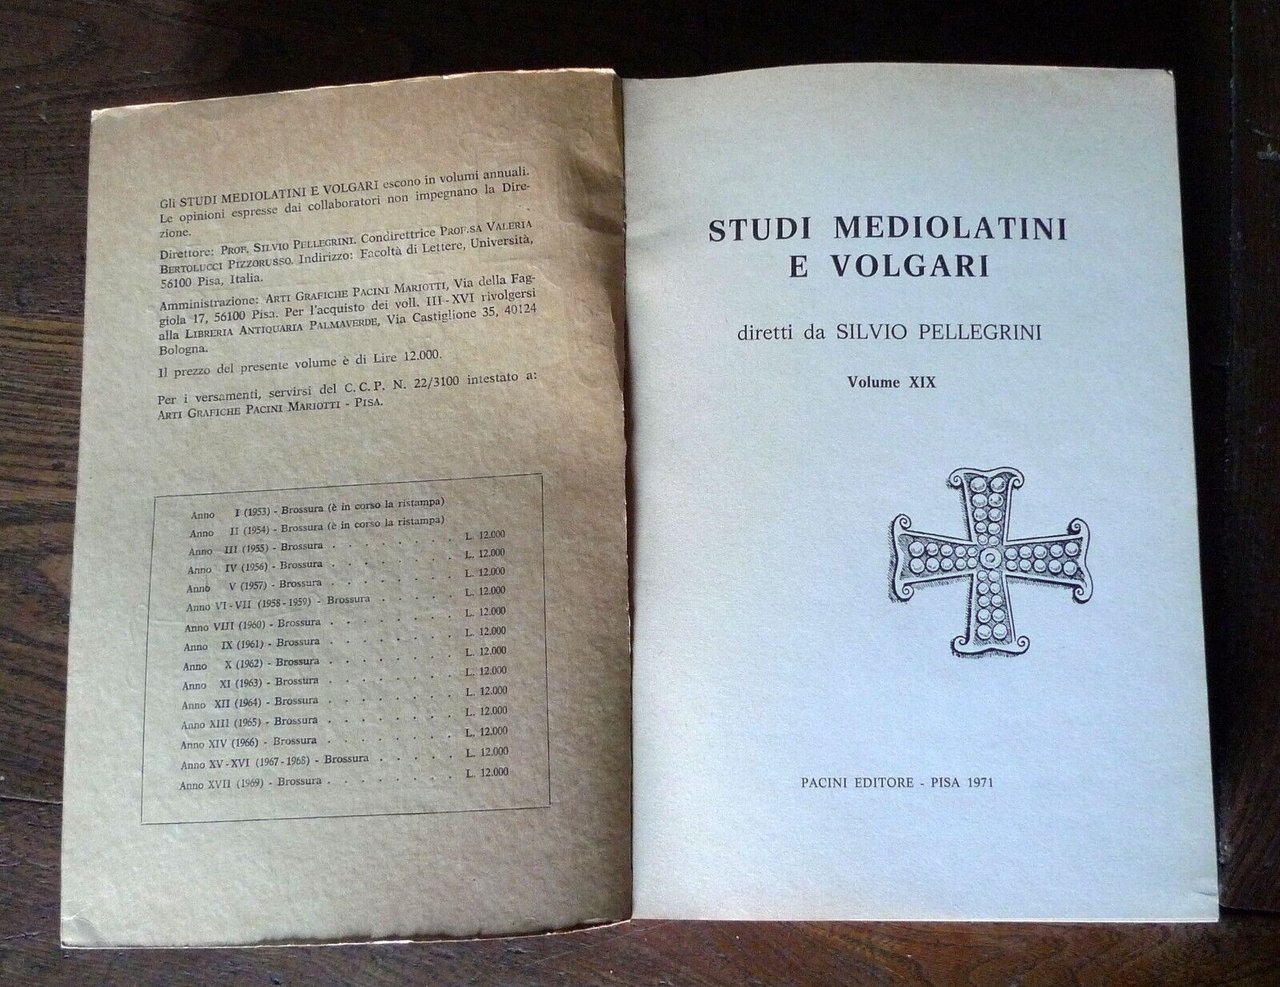 Gli STUDI MEDIOLATINI E VOLGARI escono in volumi annuali.
Le opinioni espresse dai collaboratori non impegnano la Dire-
zione.
Direttore: PROF. SILVIO PELLEGRINI. Condirettrice PROF.SA VALERIA
BERTOLUCCI PIZZORUSSO. Indirizzo: Facoltà di Lettere, Università,
56100 Pisa, Italia.
Amministrazione: ARTI GRAFICHE PACINI MARIOTTI, Via della Fag-
giola 17, 56100 Pisa. Per l'acquisto dei voll. III-XVI rivolgersi
alla LIBRERIA ANTIQUARIA PALMAVERDE, Via Castiglione 35, 40124
Bologna.
Il prezzo del presente volume è di Lire 12.000.
Per i versamenti, servirsi del C.C.P. N. 22/3100 intestato a:
ARTI GRAFICHE PACINI MARIOTTI - PISA.
Anno I (1953) - Brossura (è in corso la ristampa)
Anno II (1954) - Brossura (è in corso la ristampa)
Anno III (1955) - Brossura . . . . . . . L. 12.000
Anno IV (1956) - Brossura . . . . . . . L. 12.000
Anno V (1957) - Brossura . . . . . . . L. 12.000
Anno VI-VII (1958-1959) - Brossura . . . . . L. 12.000
Anno VIII (1960) - Brossura . . . . . . . L. 12.000
Anno IX (1961) - Brossura . . . . . . . L. 12.000
Anno X (1962) - Brossura . . . . . . . L. 12.000
Anno XI (1963) - Brossura . . . . . . . L. 12.000
Anno XII (1964) - Brossura . . . . . . . L. 12.000
Anno XIII (1965) - Brossura . . . . . . . L. 12.000
Anno XIV (1966) - Brossura . . . . . . . L. 12.000
Anno XV-XVI (1967-1968) - Brossura . . . . . L. 12.000
Anno XVII (1969) - Brossura . . . . . . . L. 12.000
STUDI MEDIOLATINI
E VOLGARI
diretti da SILVIO PELLEGRINI
Volume XIX
PACINI EDITORE - PISA 1971